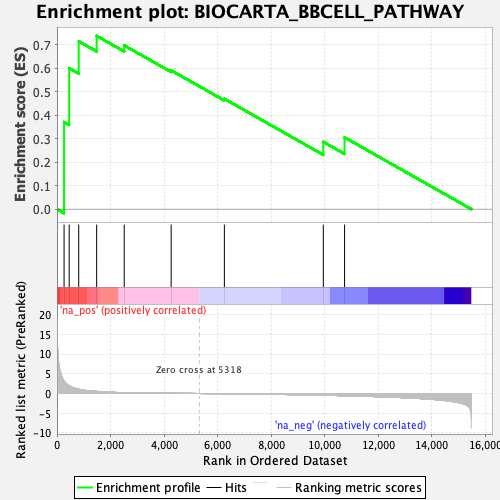 Enrichment plot: BIOCARTA_BBCELL_PATHWAY
Enrichment score (ES)
0.7
0.6
0.5
0.4
0.3
0.2
0.1
0.0
'na_pos' (positively correlated)
Ranked list metric (PreRanked)
20
15
10
5
0
-5
-10
Zero cross at 5318
'na_neg' (negatively correlated)
0 2,000 4,000 6,000 8,000 10,000 12,000 14,000 16,000
Rank in Ordered Dataset
Enrichment profile Hits Ranking metric scores